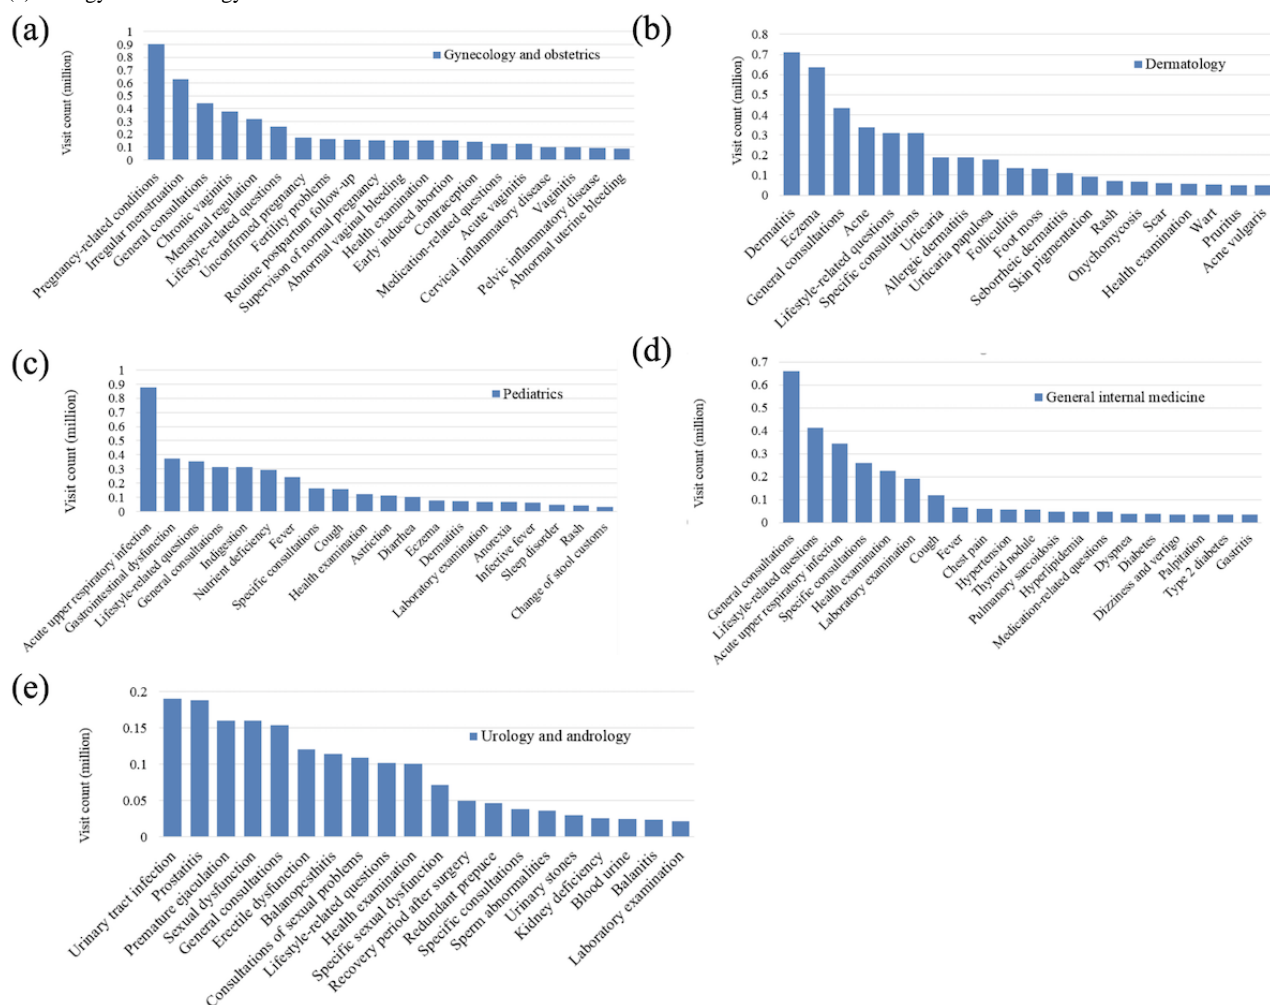 (a)
1
0.9
0.8
0.7
0.6
0.5
0.4
0.3
0.2
0.1
0
Visit count (million)
Gynecology and obstetrics
Pregnancy-related conditions
Irregular menstruation
General consultations
Chronic vaginitis
Menstrual regulation
Lifestyle-related questions
Unconfirmed pregnancy
Fertility problems
Routine postpartum follow-up
Supervision of normal pregnancy
Abnormal vaginal bleeding
Health examination
Early induced abortion
Contraception
Medication-related questions
Acute vaginitis
Cervical inflammatory disease
Vaginitis
Pelvic inflammatory disease
Abnormal uterine bleeding
(b)
0.8
0.7
0.6
0.5
0.4
0.3
0.2
0.1
0
Visit count (million)
Dermatology
Dermatitis
Eczema
General consultations
Acne
Lifestyle-related questions
Specific consultations
Urticaria
Allergic dermatitis
Urticaria papulosa
Folliculitis
Foot moss
Seborrheic dermatitis
Skin pigmentation
Rash
Onychomycosis
Scar
Health examination
Wart
Pruritus
Acne vulgaris
(c)
1
0.9
0.8
0.7
0.6
0.5
0.4
0.3
0.2
0.1
0
Visit count (million)
Pediatrics
Acute upper respiratory infection
Gastrointestinal dysfunction
Lifestyle-related questions
General consultations
Indigestion
Nutrient deficiency
Fever
Specific consultations
Cough
Health examination
Astriction
Diarrhea
Eczema
Dermatitis
Laboratory examination
Anorexia
Infective fever
Sleep disorder
Rash
Change of stool customs
(d)
0.7
0.6
0.5
0.4
0.3
0.2
0.1
0
Visit count (million)
General internal medicine
General consultations
Lifestyle-related questions
Acute upper respiratory infection
Specific consultations
Health examination
Laboratory examination
Cough
Fever
Chest pain
Hypertension
Thyroid nodule
Pulmonary sarcoidosis
Hyperlipidemia
Medication-related questions
Dyspnea
Diabetes
Dizziness and vertigo
Palpitation
Type 2 diabetes
Gastritis
(e)
0.2
0.15
0.1
0.05
0
Visit count (million)
Urology and andrology
Urinary tract infection
Prostatitis
Premature ejaculation
Sexual dysfunction
General consultations
Erectile dysfunction
Balanoposthitis
Consultations of sexual problems
Lifestyle-related questions
Health examination
Specific sexual dysfunction
Recovery period after surgery
Redundant prepuce
Specific consultations
Sperm abnormalities
Urinary stones
Kidney deficiency
Blood urine
Balanitis
Laboratory examination